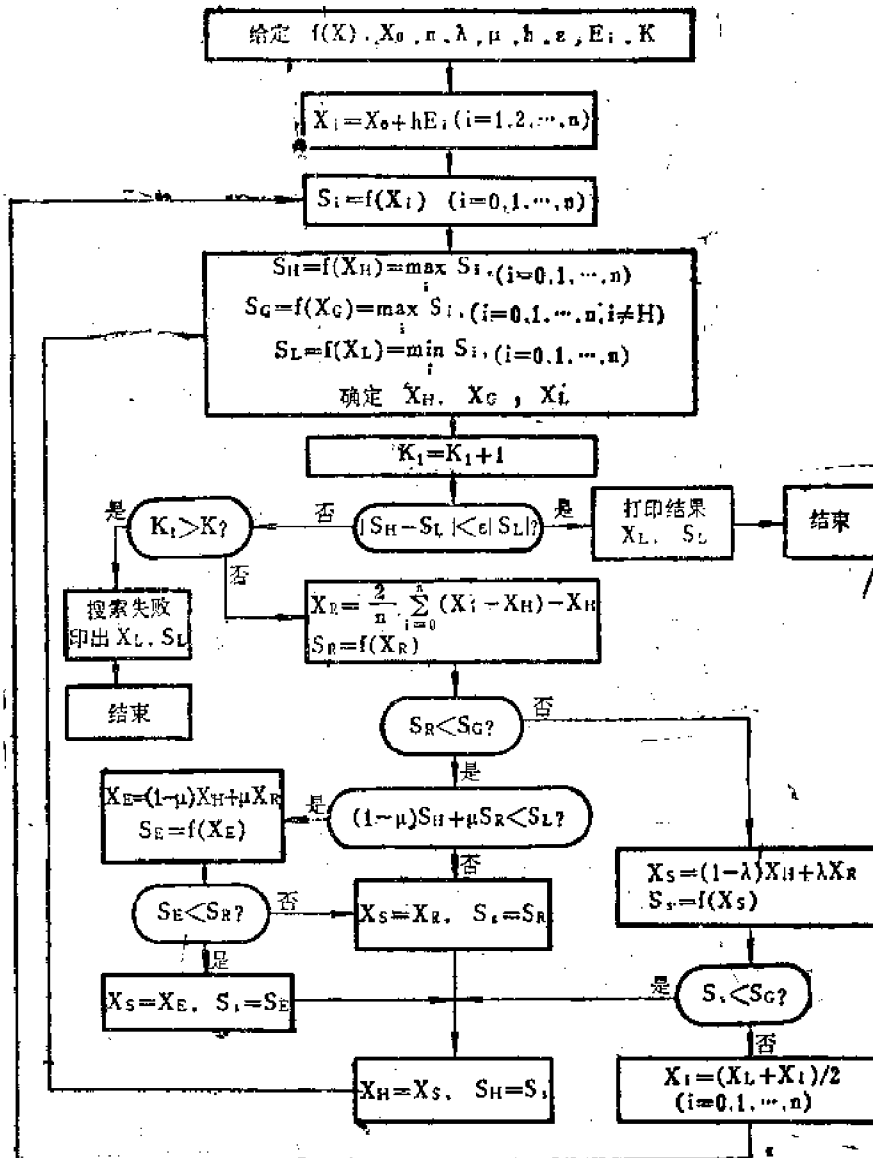 给定 f(X), X₀, n, λ, μ, h, ε, Eᵢ, K
Xᵢ=X₀+hEᵢ(i=1,2,…,n)
Sᵢ=f(Xᵢ) (i=0,1,…,n)
S_H=f(X_H)=max Sᵢ,(i=0,1,…,n)
i
S_G=f(X_G)=max Sᵢ,(i=0,1,…,n,i≠H)
i
S_L=f(X_L)=min Sᵢ,(i=0,1,…,n)
i
确定 X_H, X_G, X_L
K₁=K₁+1
是
K₁>K?
否
|S_H−S_L|<ε|S_L|?
是
打印结果
X_L, S_L
结束
否
搜索失败
印出 X_L, S_L
结束
X_R=2/n·∑ᵢ₌₀ⁿ(Xᵢ−X_H)−X_H
S_R=f(X_R)
S_R<S_G?
否
是
X_E=(1-μ)X_H+μX_R
S_E=f(X_E)
是
(1-μ)S_H+μS_R<S_L?
否
X_S=(1-λ)X_H+λX_R
Sₛ=f(X_S)
S_E<S_R?
否
X_S=X_R, Sₛ=S_R
是
X_S=X_E, Sₛ=S_E
是
Sₛ<S_G?
否
X_H=X_S, S_H=Sₛ
Xᵢ=(X_L+Xᵢ)/2
(i=0,1,…,n)